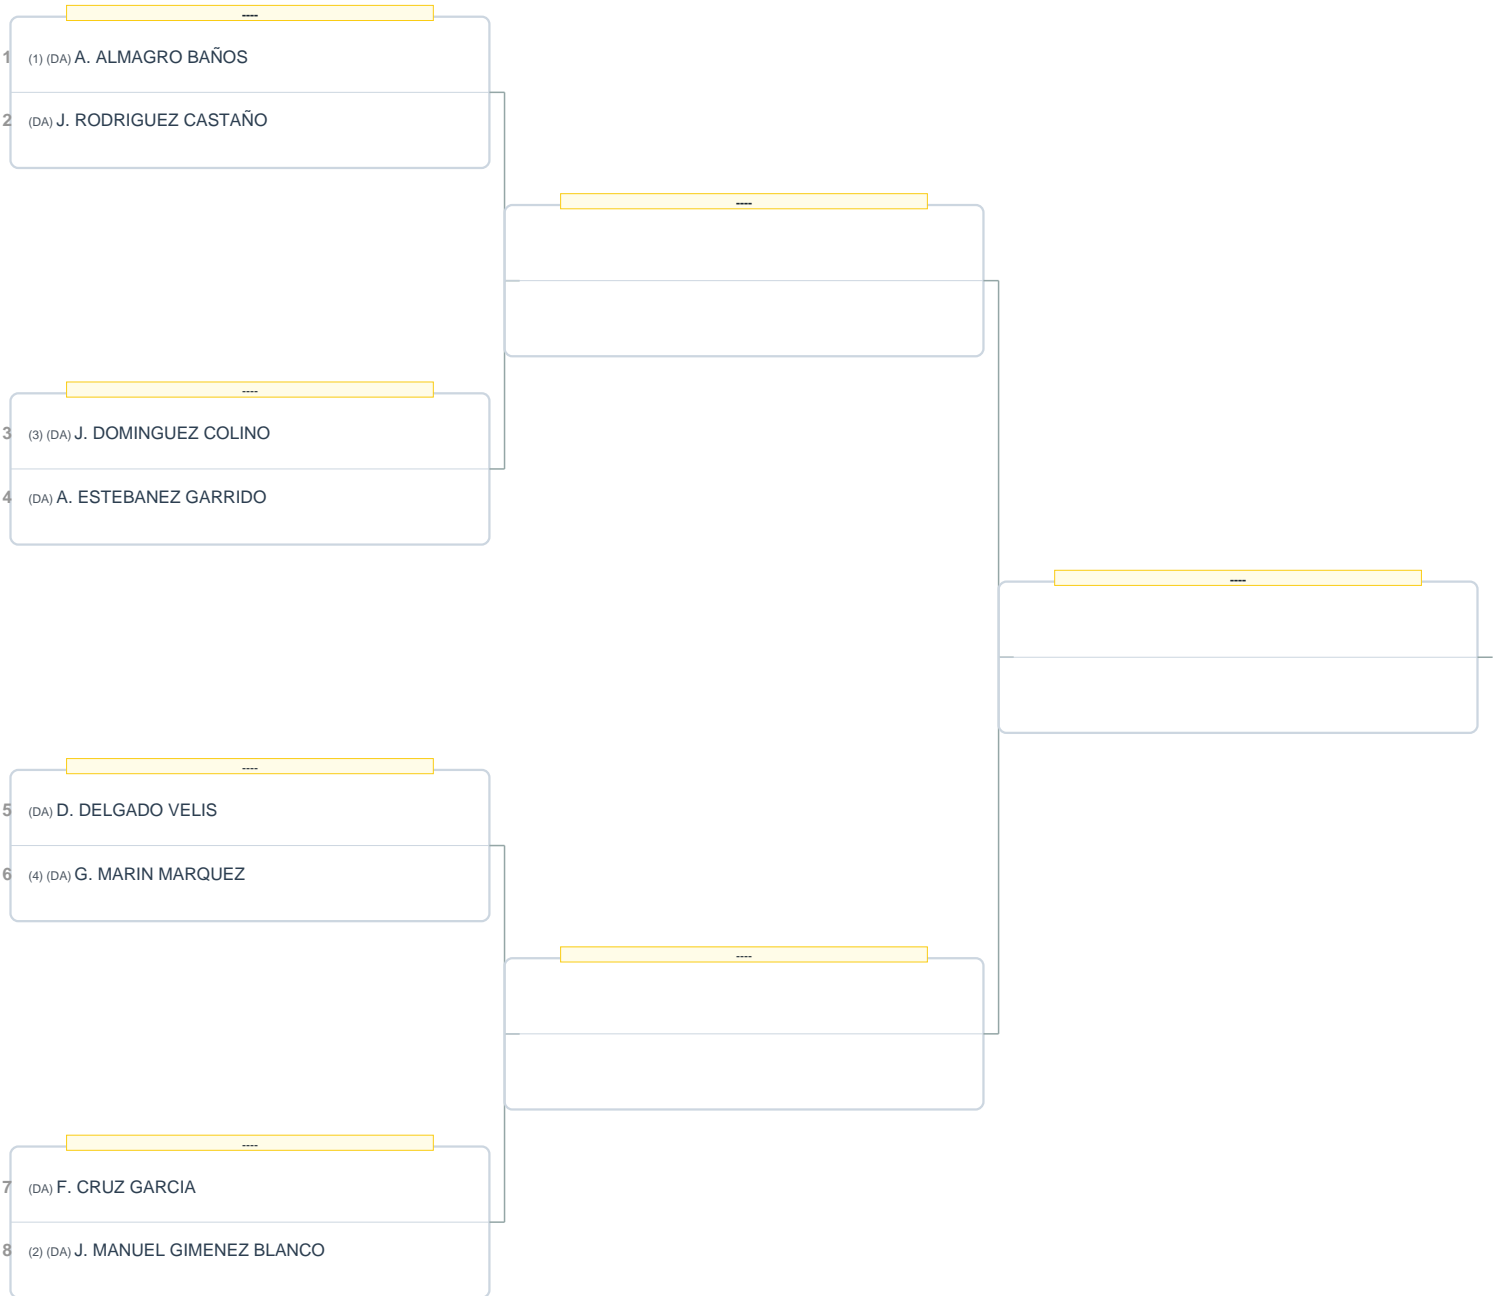 ----
1 (1) (DA) A. ALMAGRO BAÑOS
2 (DA) J. RODRIGUEZ CASTAÑO
----
----
3 (3) (DA) J. DOMINGUEZ COLINO
4 (DA) A. ESTEBANEZ GARRIDO
----
----
5 (DA) D. DELGADO VELIS
6 (4) (DA) G. MARIN MARQUEZ
----
----
7 (DA) F. CRUZ GARCIA
8 (2) (DA) J. MANUEL GIMENEZ BLANCO